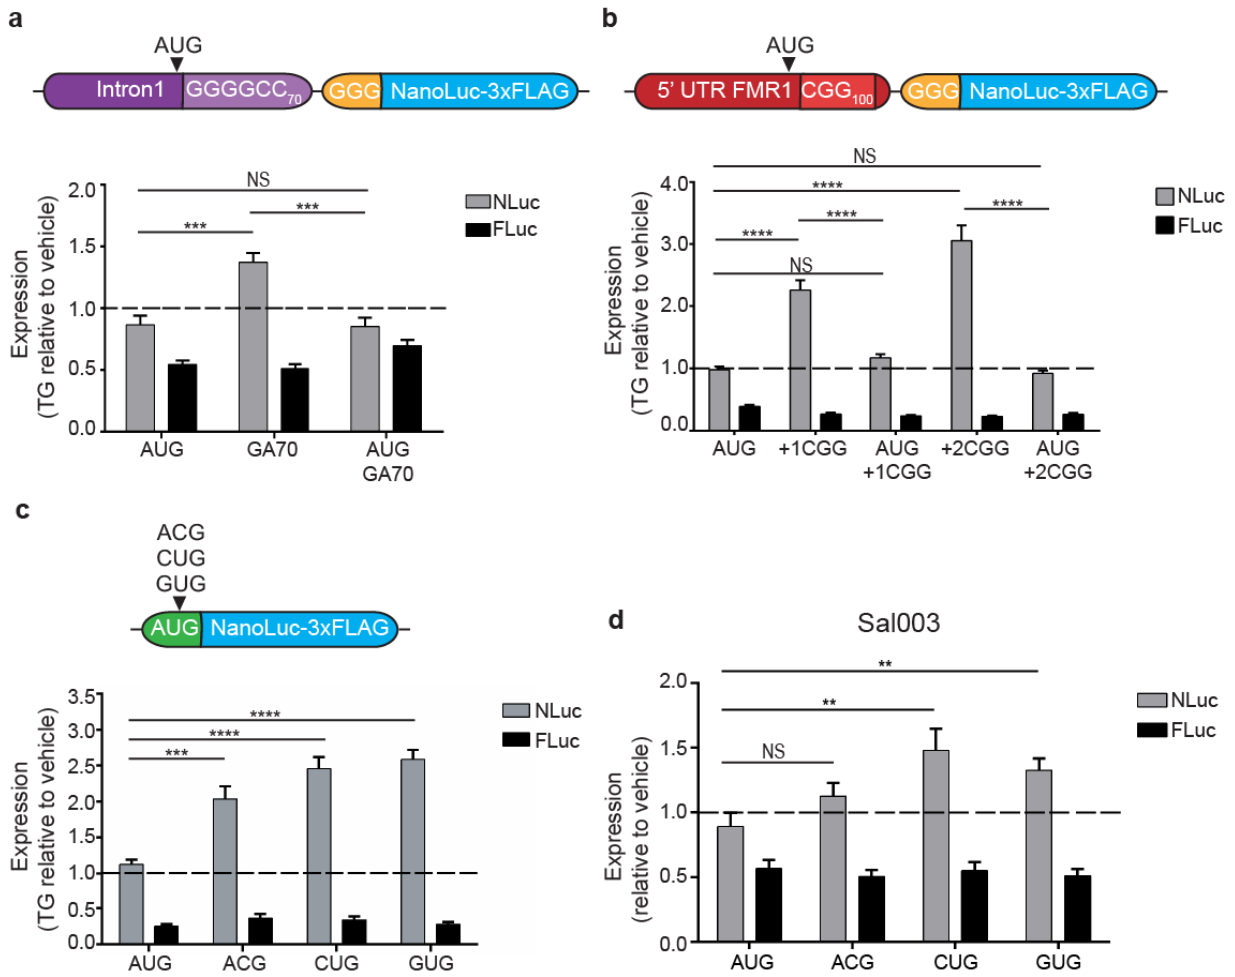 a
AUG
Intron1 GGGGCC70 GGG NanoLuc-3xFLAG
2.0
1.5
1.0
0.5
0.0
Expression
(TG relative to vehicle)
NS
***
***
NLuc
FLuc
AUG GA70 AUG
GA70
b
AUG
5' UTR FMR1 CGG100 GGG NanoLuc-3xFLAG
4.0
3.0
2.0
1.0
0.0
Expression
(TG relative to vehicle)
NS
****
****
****
****
NS
NLuc
FLuc
AUG +1CGG AUG +2CGG AUG
+1CGG +2CGG
c
ACG
CUG
GUG
AUG NanoLuc-3xFLAG
3.5
3.0
2.5
2.0
1.5
1.0
0.5
0.0
Expression
(TG relative to vehicle)
****
****
***
NLuc
FLuc
AUG ACG CUG GUG
d
Sal003
2.0
1.5
1.0
0.5
0.0
Expression
(relative to vehicle)
**
**
NS
NLuc
FLuc
AUG ACG CUG GUG